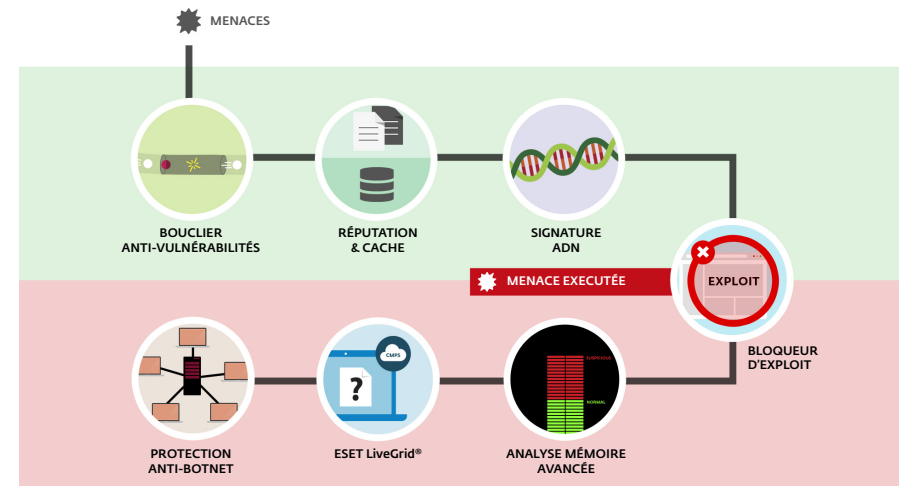 MENACES
BOUCLIER
ANTI-VULNÉRABILITÉS
RÉPUTATION
& CACHE
SIGNATURE
ADN
MENACE EXECUTÉE
EXPLOIT
BLOQUEUR
D'EXPLOIT
CMPS
?
SUSPICIOUS
NORMAL
PROTECTION
ANTI-BOTNET
ESET LiveGrid®
ANALYSE MÉMOIRE
AVANCÉE